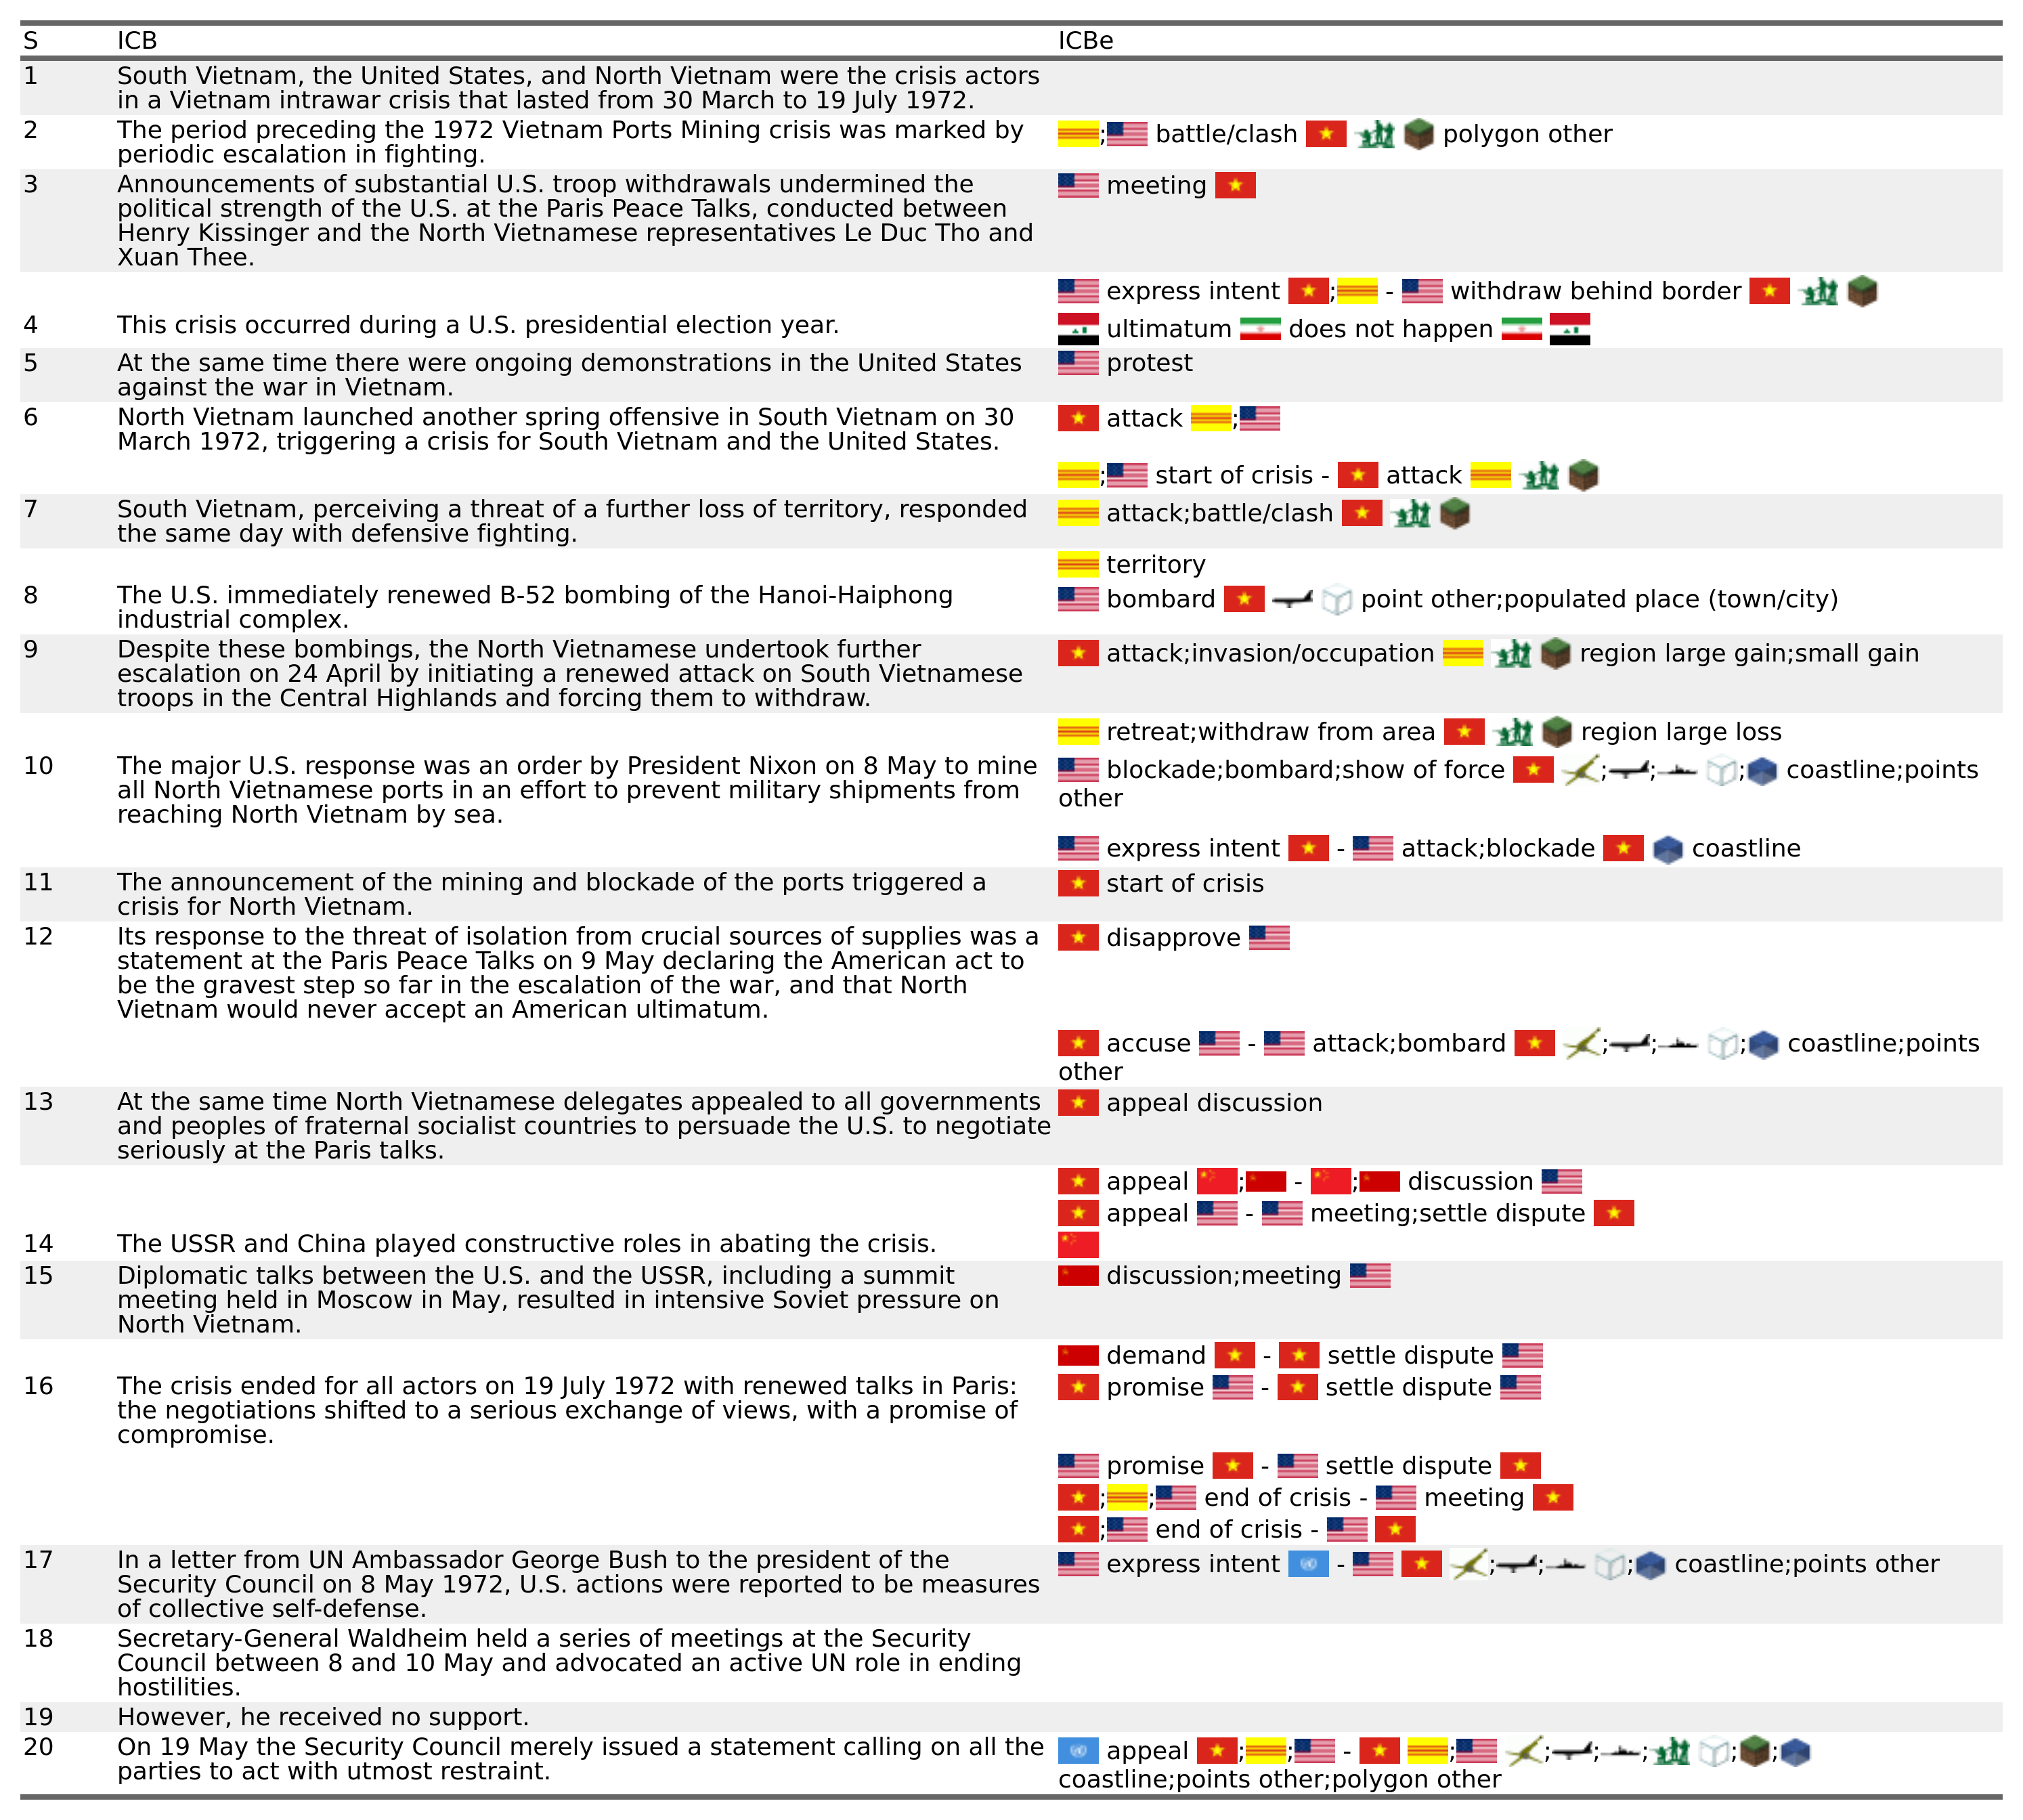 S ICB ICBe
1 South Vietnam, the United States, and North Vietnam were the crisis actors
in a Vietnam intrawar crisis that lasted from 30 March to 19 July 1972.
2 The period preceding the 1972 Vietnam Ports Mining crisis was marked by
periodic escalation in fighting.
; battle/clash polygon other
3 Announcements of substantial U.S. troop withdrawals undermined the
political strength of the U.S. at the Paris Peace Talks, conducted between
Henry Kissinger and the North Vietnamese representatives Le Duc Tho and
Xuan Thee.
meeting
express intent ; - withdraw behind border
4 This crisis occurred during a U.S. presidential election year.
ultimatum does not happen
5 At the same time there were ongoing demonstrations in the United States
against the war in Vietnam.
protest
6 North Vietnam launched another spring offensive in South Vietnam on 30
March 1972, triggering a crisis for South Vietnam and the United States.
attack ;
; start of crisis - attack
7 South Vietnam, perceiving a threat of a further loss of territory, responded
the same day with defensive fighting.
attack;battle/clash
territory
8 The U.S. immediately renewed B-52 bombing of the Hanoi-Haiphong
industrial complex.
bombard point other;populated place (town/city)
9 Despite these bombings, the North Vietnamese undertook further
escalation on 24 April by initiating a renewed attack on South Vietnamese
troops in the Central Highlands and forcing them to withdraw.
attack;invasion/occupation region large gain;small gain
retreat;withdraw from area region large loss
10 The major U.S. response was an order by President Nixon on 8 May to mine
all North Vietnamese ports in an effort to prevent military shipments from
reaching North Vietnam by sea.
blockade;bombard;show of force ; ; ; coastline;points
other
express intent - attack;blockade coastline
11 The announcement of the mining and blockade of the ports triggered a
crisis for North Vietnam.
start of crisis
12 Its response to the threat of isolation from crucial sources of supplies was a
statement at the Paris Peace Talks on 9 May declaring the American act to
be the gravest step so far in the escalation of the war, and that North
Vietnam would never accept an American ultimatum.
disapprove
accuse - attack;bombard ; ; ; coastline;points
other
13 At the same time North Vietnamese delegates appealed to all governments
and peoples of fraternal socialist countries to persuade the U.S. to negotiate
seriously at the Paris talks.
appeal discussion
appeal ; - ; discussion
appeal - meeting;settle dispute
14 The USSR and China played constructive roles in abating the crisis.
15 Diplomatic talks between the U.S. and the USSR, including a summit
meeting held in Moscow in May, resulted in intensive Soviet pressure on
North Vietnam.
discussion;meeting
demand - settle dispute
16 The crisis ended for all actors on 19 July 1972 with renewed talks in Paris:
the negotiations shifted to a serious exchange of views, with a promise of
compromise.
promise - settle dispute
promise - settle dispute
; ; end of crisis - meeting
; end of crisis -
17 In a letter from UN Ambassador George Bush to the president of the
Security Council on 8 May 1972, U.S. actions were reported to be measures
of collective self-defense.
express intent - ; ; ; coastline;points other
18 Secretary-General Waldheim held a series of meetings at the Security
Council between 8 and 10 May and advocated an active UN role in ending
hostilities.
19 However, he received no support.
20 On 19 May the Security Council merely issued a statement calling on all the
parties to act with utmost restraint.
appeal ; ; - ; ; ; ; ; ;
coastline;points other;polygon other